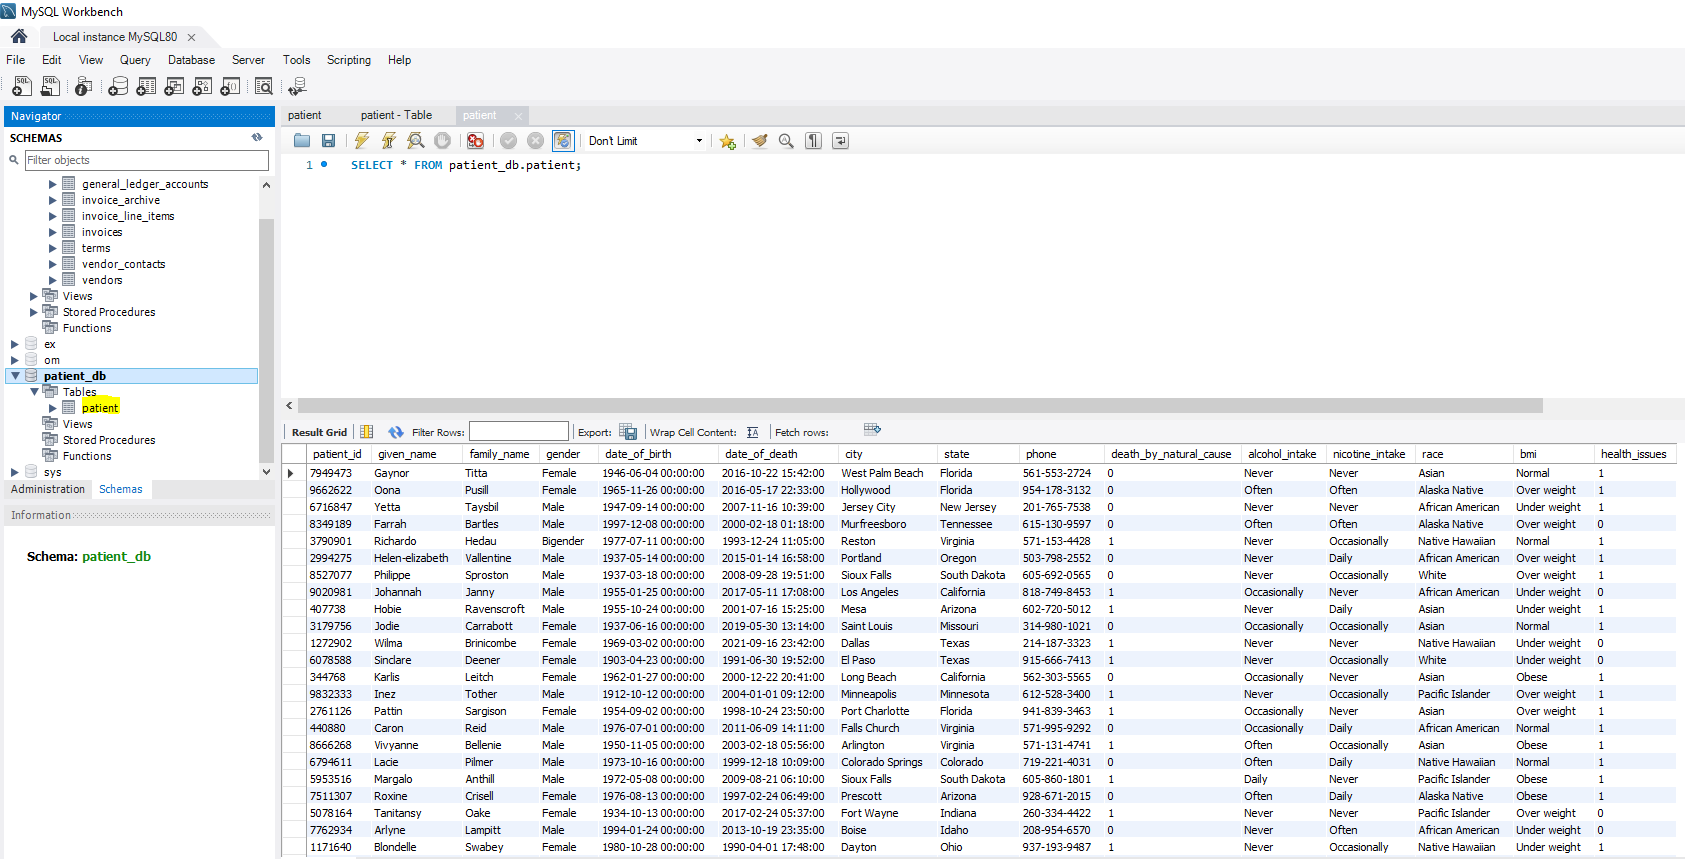 MySQL Workbench
Local instance MySQL80 ×
File Edit View Query Database Server Tools Scripting Help
Navigator
SCHEMAS
Filter objects
general_ledger_accounts
invoice_archive
invoice_line_items
invoices
terms
vendor_contacts
vendors
Views
Stored Procedures
Functions
ex
om
patient_db
Tables
patient
Views
Stored Procedures
Functions
sys
Administration Schemas
Information
Schema: patient_db
patient patient - Table patient ×
Don't Limit
1 SELECT * FROM patient_db.patient;
Result Grid Filter Rows: Export: Wrap Cell Content: Fetch rows:
patient_id given_name family_name gender date_of_birth date_of_death city state phone death_by_natural_cause alcohol_intake nicotine_intake race bmi health_issues
7949473 Gaynor Titta Female 1946-06-04 00:00:00 2016-10-22 15:42:00 West Palm Beach Florida 561-553-2724 0 Never Never Asian Normal 1
9662622 Oona Pusill Female 1965-11-26 00:00:00 2016-05-17 22:33:00 Hollywood Florida 954-178-3132 0 Often Often Alaska Native Over weight 1
6716847 Yetta Taysbil Male 1947-09-14 00:00:00 2007-11-16 10:39:00 Jersey City New Jersey 201-765-7538 0 Never Never African American Under weight 1
8349189 Farrah Bartles Male 1997-12-08 00:00:00 2000-02-18 01:18:00 Murfreesboro Tennessee 615-130-9597 0 Often Often Alaska Native Over weight 0
3790901 Richardo Hedau Bigender 1977-07-11 00:00:00 1993-12-24 11:05:00 Reston Virginia 571-153-4428 1 Never Occasionally Native Hawaiian Normal 1
2994275 Helen-elizabeth Vallentine Male 1937-05-14 00:00:00 2015-01-14 16:58:00 Portland Oregon 503-798-2552 0 Never Daily African American Over weight 1
8527077 Philippe Sproston Male 1937-03-18 00:00:00 2008-09-28 19:51:00 Sioux Falls South Dakota 605-692-0565 0 Never Occasionally White Over weight 1
9020981 Johannah Janny Male 1955-01-25 00:00:00 2017-05-11 17:08:00 Los Angeles California 818-749-8453 1 Occasionally Never African American Under weight 0
407738 Hobie Ravenscroft Male 1955-10-24 00:00:00 2001-07-16 15:25:00 Mesa Arizona 602-720-5012 1 Never Daily Asian Under weight 1
3179756 Jodie Carrabott Female 1937-06-16 00:00:00 2019-05-30 13:14:00 Saint Louis Missouri 314-980-1021 0 Occasionally Occasionally Asian Normal 1
1272902 Wilma Brinicombe Female 1969-03-02 00:00:00 2021-09-16 23:42:00 Dallas Texas 214-187-3323 1 Never Never Native Hawaiian Under weight 0
6078588 Sinclare Deener Female 1903-04-23 00:00:00 1991-06-30 19:52:00 El Paso Texas 915-666-7413 1 Never Occasionally White Under weight 0
344768 Karlis Leitch Female 1962-01-27 00:00:00 2000-12-22 20:41:00 Long Beach California 562-303-5565 0 Occasionally Never Asian Obese 1
9832333 Inez Tother Male 1912-10-12 00:00:00 2004-01-01 09:12:00 Minneapolis Minnesota 612-528-3400 1 Never Occasionally Pacific Islander Over weight 1
2761126 Pattin Sargison Female 1954-09-02 00:00:00 1998-10-24 23:50:00 Port Charlotte Florida 941-839-3463 1 Occasionally Never Asian Over weight 1
440880 Caron Reid Male 1976-07-01 00:00:00 2011-06-09 14:11:00 Falls Church Virginia 571-995-9292 0 Occasionally Daily African American Normal 1
8666268 Vivyanne Bellenie Male 1950-11-05 00:00:00 2003-02-18 05:56:00 Arlington Virginia 571-131-4741 1 Often Occasionally Asian Obese 1
6794611 Lacie Pilmer Male 1973-10-16 00:00:00 1999-12-18 10:09:00 Colorado Springs Colorado 719-221-4031 0 Often Daily Native Hawaiian Normal 1
5953516 Margalo Anthill Male 1972-05-08 00:00:00 2009-08-21 06:10:00 Sioux Falls South Dakota 605-860-1801 1 Daily Never Pacific Islander Obese 1
7511307 Roxine Crisell Female 1976-08-13 00:00:00 1997-02-24 06:49:00 Prescott Arizona 928-671-2015 0 Often Daily Alaska Native Obese 1
5078164 Tanitansy Oake Female 1934-10-13 00:00:00 2017-02-24 05:37:00 Fort Wayne Indiana 260-334-4422 1 Never Never Pacific Islander Over weight 0
7762934 Arlyne Lampitt Male 1994-01-24 00:00:00 2013-10-19 23:35:00 Boise Idaho 208-954-6570 0 Never Often African American Under weight 0
1171640 Blondelle Swabey Female 1980-10-28 00:00:00 1990-04-01 17:48:00 Dayton Ohio 937-193-9487 1 Never Occasionally Native Hawaiian Under weight 1